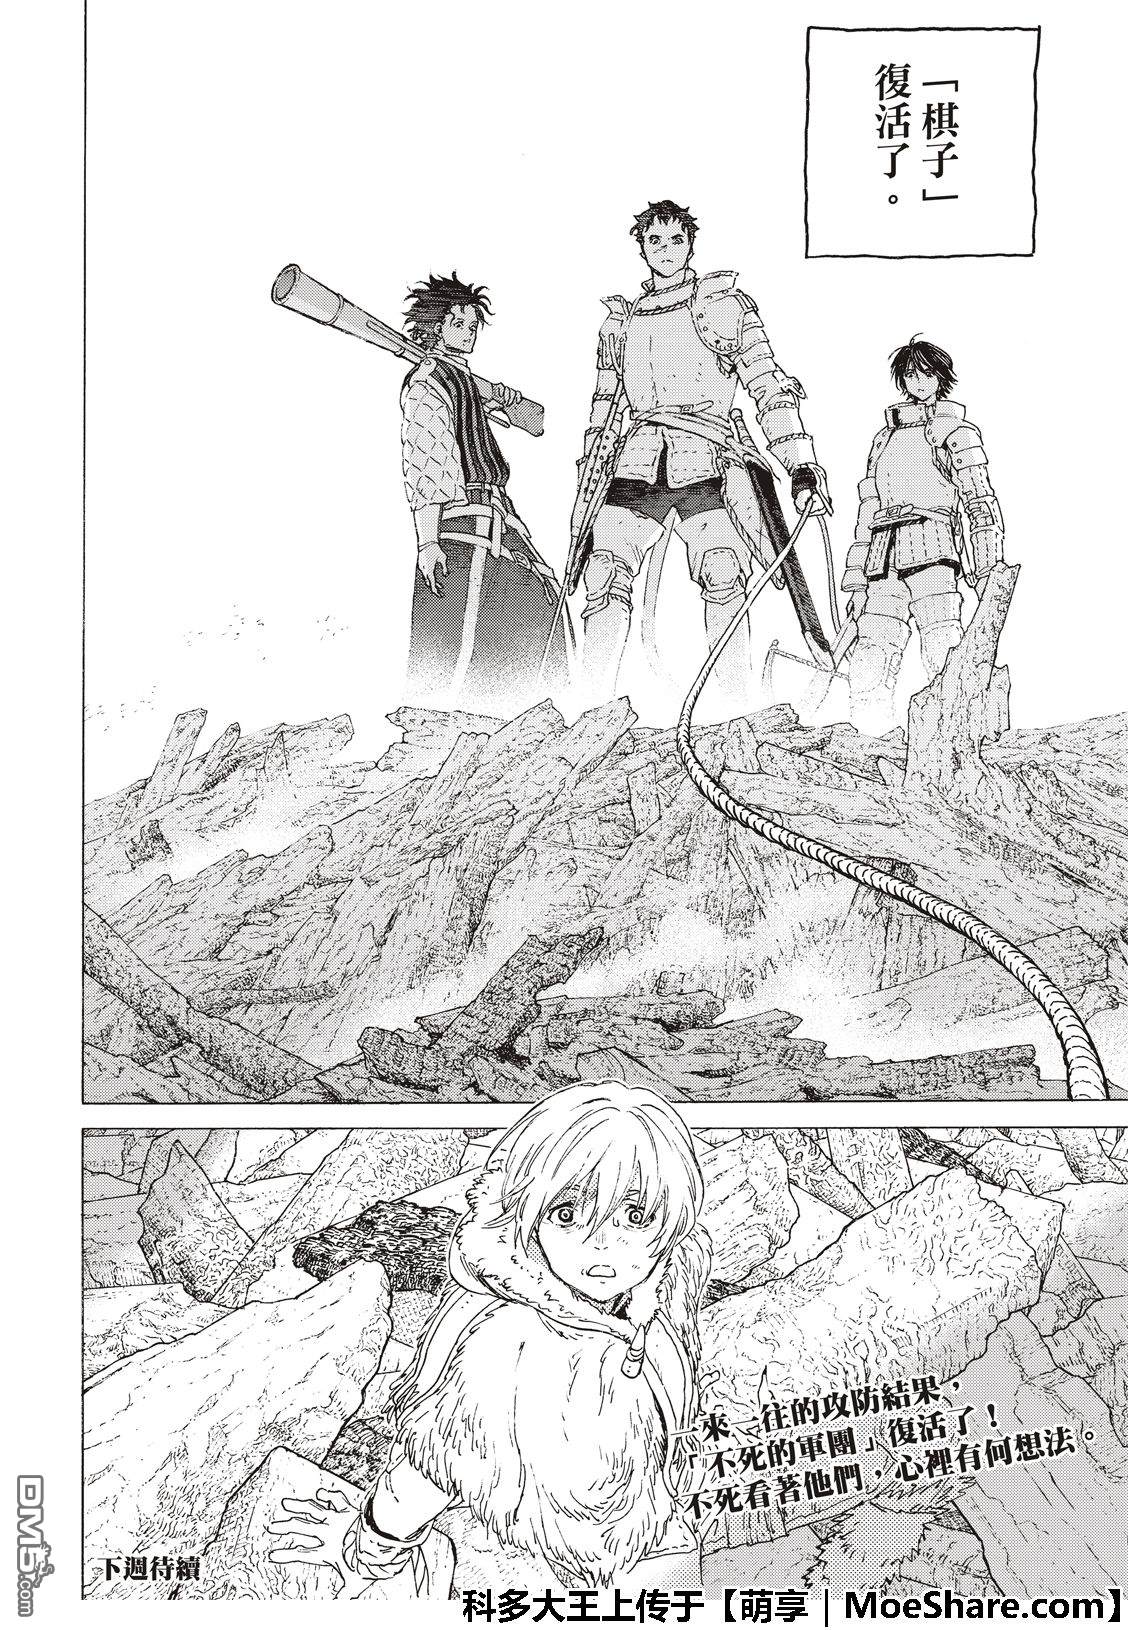 「棋子」
復活了。
一來一往的攻防結果，
「不死的軍團」復活了！
不死看著他們，心裡有何想法。
下週待續
DM5.com
科多大王上传于【萌享｜MoeShare.com】